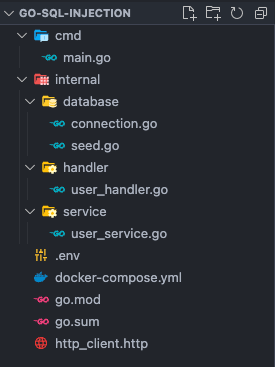 GO-SQL-INJECTION
cmd
main.go
internal
database
connection.go
seed.go
handler
user_handler.go
service
user_service.go
.env
docker-compose.yml
go.mod
go.sum
http_client.http